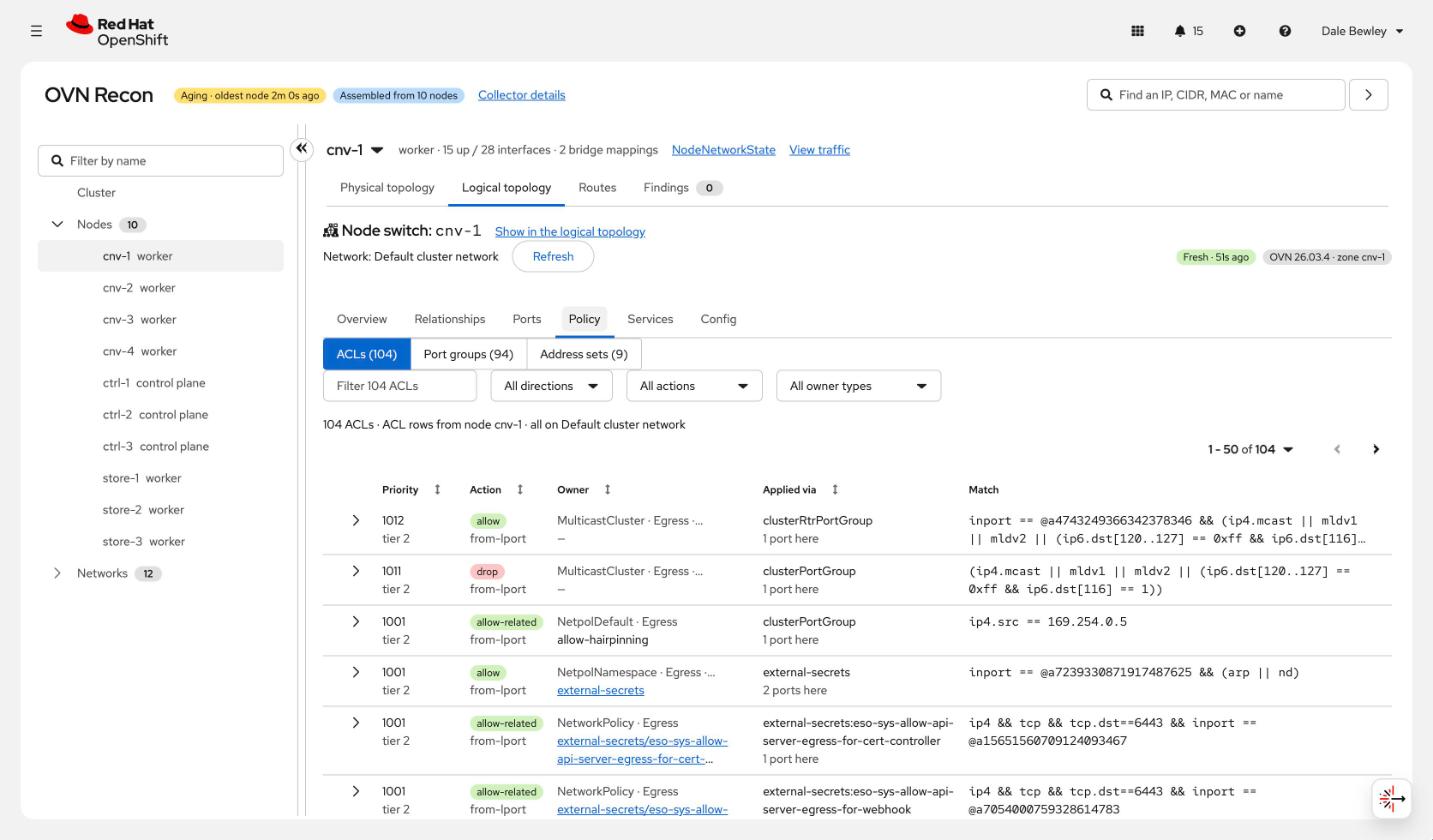 Red Hat
OpenShift
15
Dale Bewley
OVN Recon
Aging · oldest node 2m 0s ago
Assembled from 10 nodes
Collector details
Find an IP, CIDR, MAC or name
Filter by name
Cluster
Nodes 10
cnv-1 worker
cnv-2 worker
cnv-3 worker
cnv-4 worker
ctrl-1 control plane
ctrl-2 control plane
ctrl-3 control plane
store-1 worker
store-2 worker
store-3 worker
Networks 12
cnv-1 worker · 15 up / 28 interfaces · 2 bridge mappings NodeNetworkState View traffic
Physical topology Logical topology Routes Findings 0
Node switch: cnv-1 Show in the logical topology
Network: Default cluster network Refresh
Fresh · 51s ago OVN 26.03.4 · zone cnv-1
Overview Relationships Ports Policy Services Config
ACLs (104) Port groups (94) Address sets (9)
Filter 104 ACLs All directions All actions All owner types
104 ACLs · ACL rows from node cnv-1 · all on Default cluster network
1 - 50 of 104
Priority Action Owner Applied via Match
1012 allow MulticastCluster · Egress ·... clusterRtrPortGroup inport == @a4743249366342378346 && (ip4.mcast || mldv1
tier 2 from-lport — 1 port here || mldv2 || (ip6.dst[120..127] == 0xff && ip6.dst[116]...
1011 drop MulticastCluster · Egress ·... clusterPortGroup (ip4.mcast || mldv1 || mldv2 || (ip6.dst[120..127] ==
tier 2 from-lport — 1 port here 0xff && ip6.dst[116] == 1))
1001 allow-related NetpolDefault · Egress clusterPortGroup ip4.src == 169.254.0.5
tier 2 from-lport allow-hairpinning 1 port here
1001 allow NetpolNamespace · Egress ·... external-secrets inport == @a7239330871917487625 && (arp || nd)
tier 2 from-lport external-secrets 2 ports here
1001 allow-related NetworkPolicy · Egress external-secrets:eso-sys-allow-api- ip4 && tcp && tcp.dst==6443 && inport ==
tier 2 from-lport external-secrets/eso-sys-allow- server-egress-for-cert-controller @a15651560709124093467
api-server-egress-for-cert-... 1 port here
1001 allow-related NetworkPolicy · Egress external-secrets:eso-sys-allow-api- ip4 && tcp && tcp.dst==6443 && inport ==
tier 2 from-lport external-secrets/eso-sys-allow- server-egress-for-webhook @a7054000759328614783